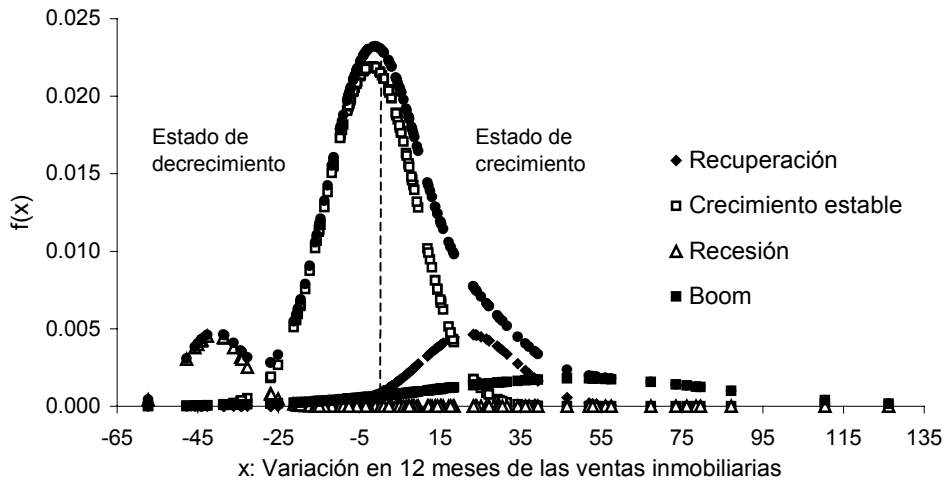 0.025
0.020
0.015
0.010
0.005
0.000
f(x)
Estado de
decrecimiento
Estado de
crecimiento
Recuperación
Crecimiento estable
Recesión
Boom
-65 -45 -25 -5 15 35 55 75 95 115 135
x: Variación en 12 meses de las ventas inmobiliarias